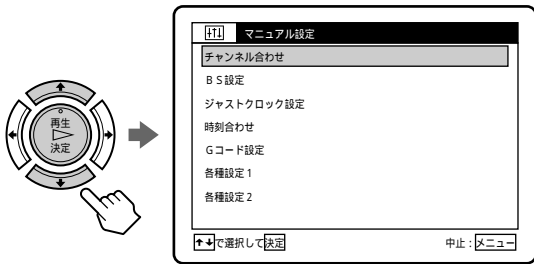 再生
決定
マニュアル設定
チャンネル合わせ
ＢＳ設定
ジャストクロック設定
時刻合わせ
Ｇコード設定
各種設定１
各種設定２
↑↓で選択して決定
中止：メニュー